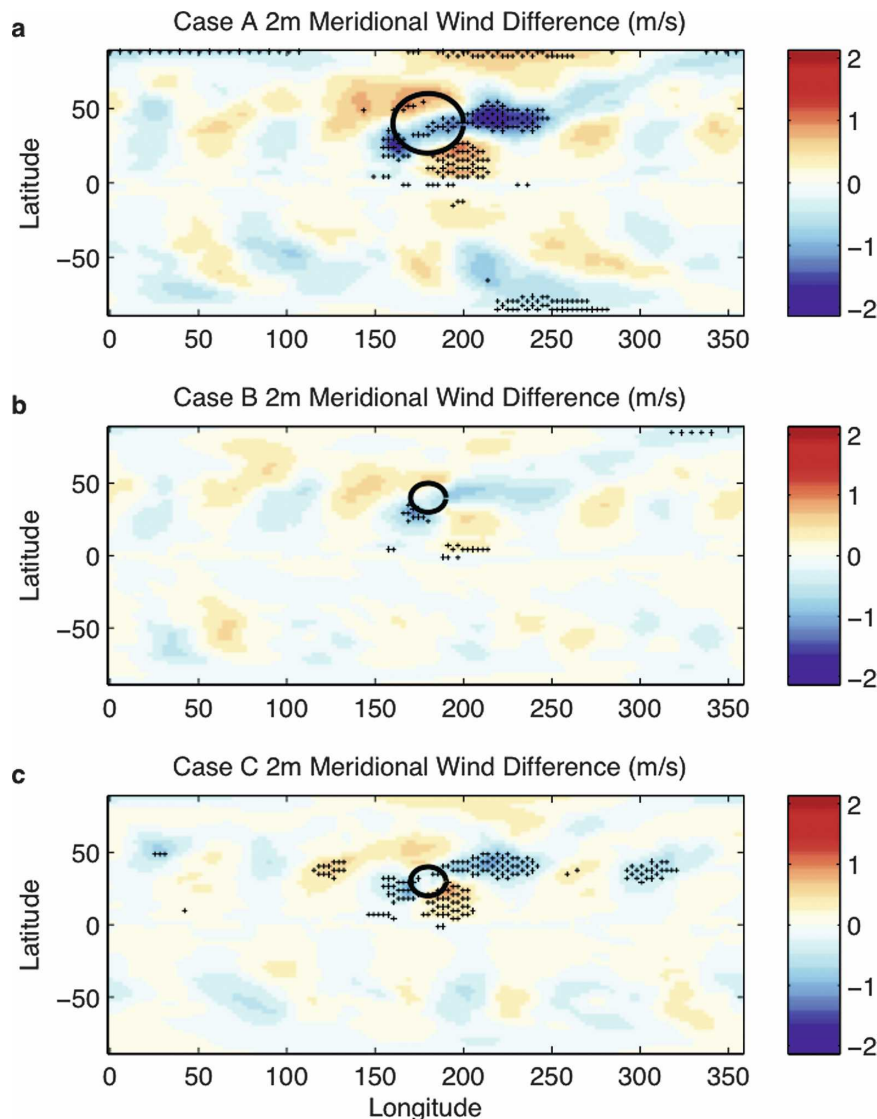 a
Case A 2m Meridional Wind Difference (m/s)
Latitude
50
0
−50
0 50 100 150 200 250 300 350
2
1
0
−1
−2
b
Case B 2m Meridional Wind Difference (m/s)
Latitude
50
0
−50
0 50 100 150 200 250 300 350
2
1
0
−1
−2
c
Case C 2m Meridional Wind Difference (m/s)
Latitude
50
0
−50
0 50 100 150 200 250 300 350
Longitude
2
1
0
−1
−2